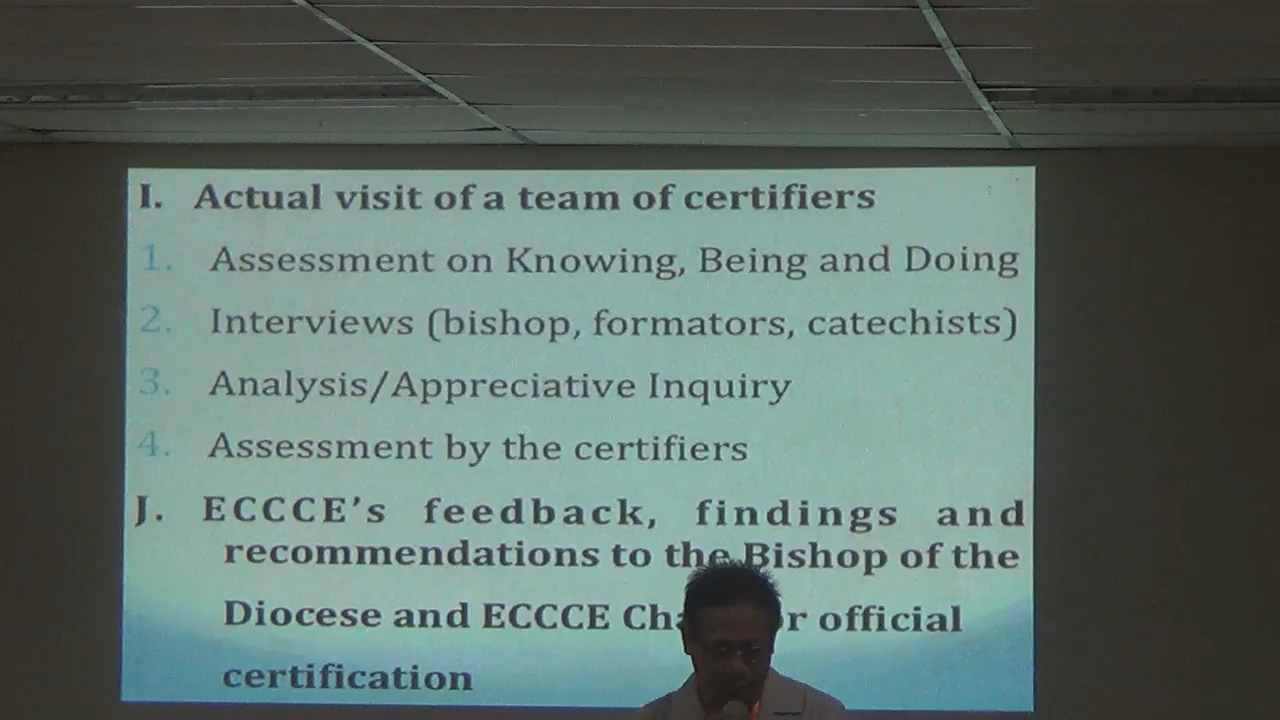 I. Actual visit of a team of certifiers
1. Assessment on Knowing, Being and Doing
2. Interviews (bishop, formators, catechists)
3. Analysis/Appreciative Inquiry
4. Assessment by the certifiers
J. ECCCE's feedback, findings and
recommendations to the Bishop of the
Diocese and ECCCE official
certification